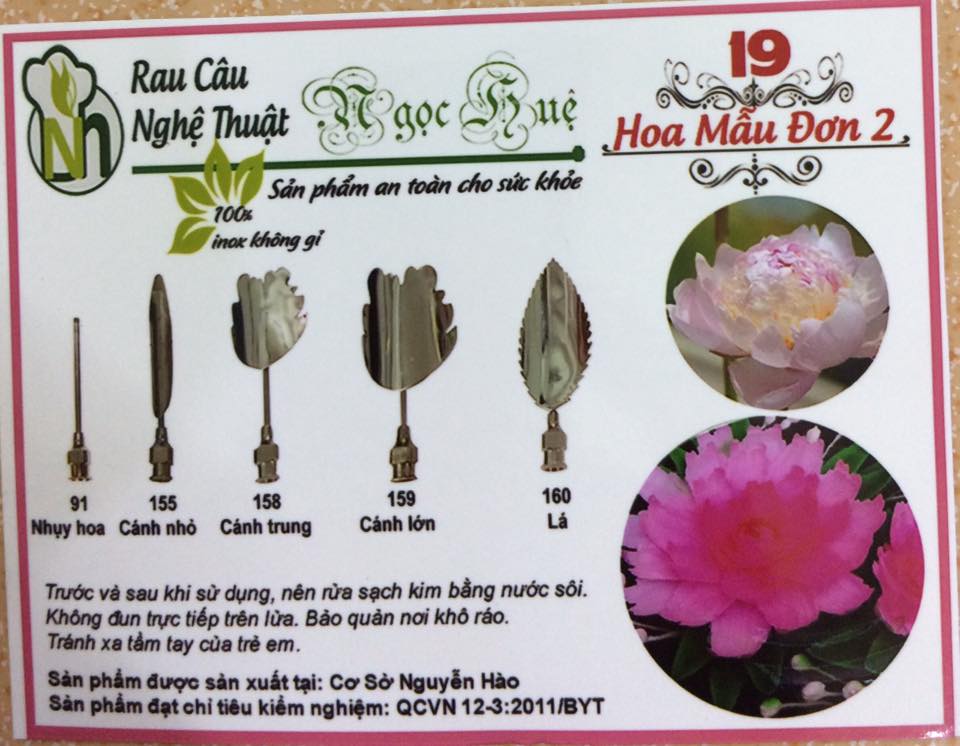 Nh
Rau Câu
Nghệ Thuật
Ngọc Huệ
Sản phẩm an toàn cho sức khỏe
100%
inox không gỉ
19
Hoa Mẫu Đơn 2
91
Nhụy hoa
155
Cánh nhỏ
158
Cánh trung
159
Cánh lớn
160
Lá
Trước và sau khi sử dụng, nên rửa sạch kim bằng nước sôi.
Không đun trực tiếp trên lửa. Bảo quản nơi khô ráo.
Tránh xa tầm tay của trẻ em.
Sản phẩm được sản xuất tại: Cơ Sở Nguyễn Hào
Sản phẩm đạt chỉ tiêu kiểm nghiệm: QCVN 12-3:2011/BYT